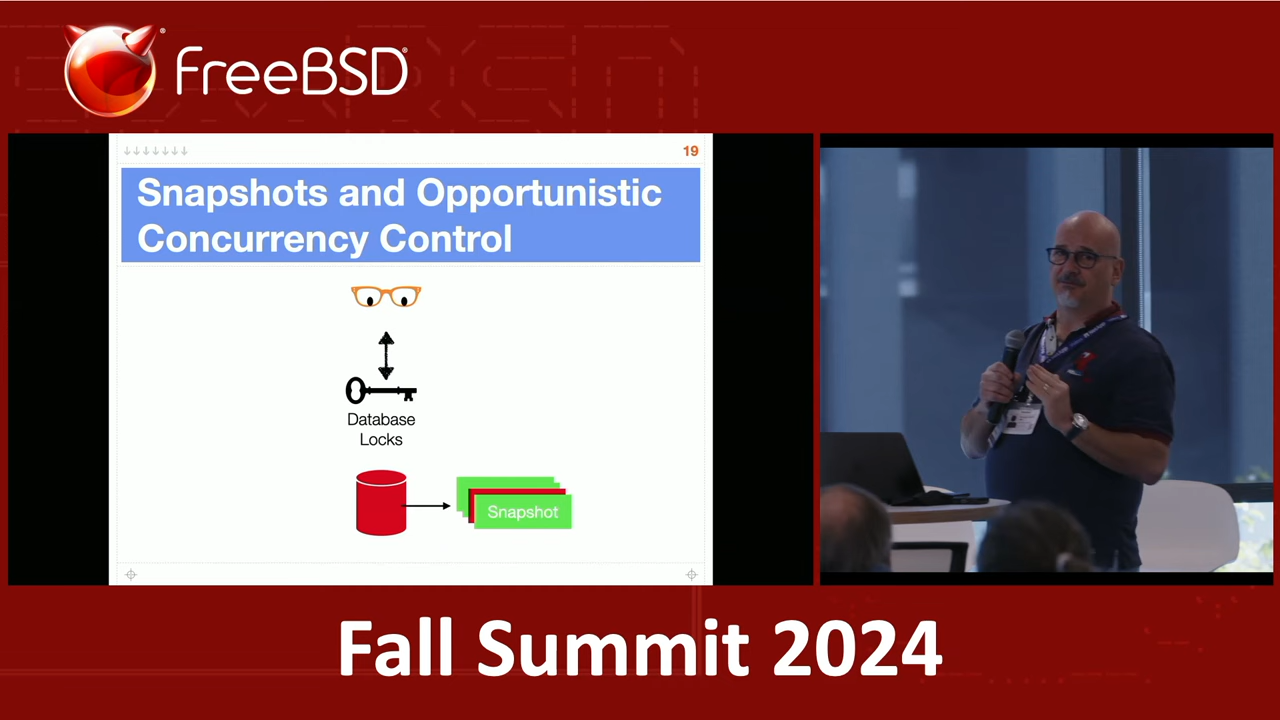 FreeBSD®
19
Snapshots and Opportunistic
Concurrency Control
Database
Locks
Snapshot
Fall Summit 2024